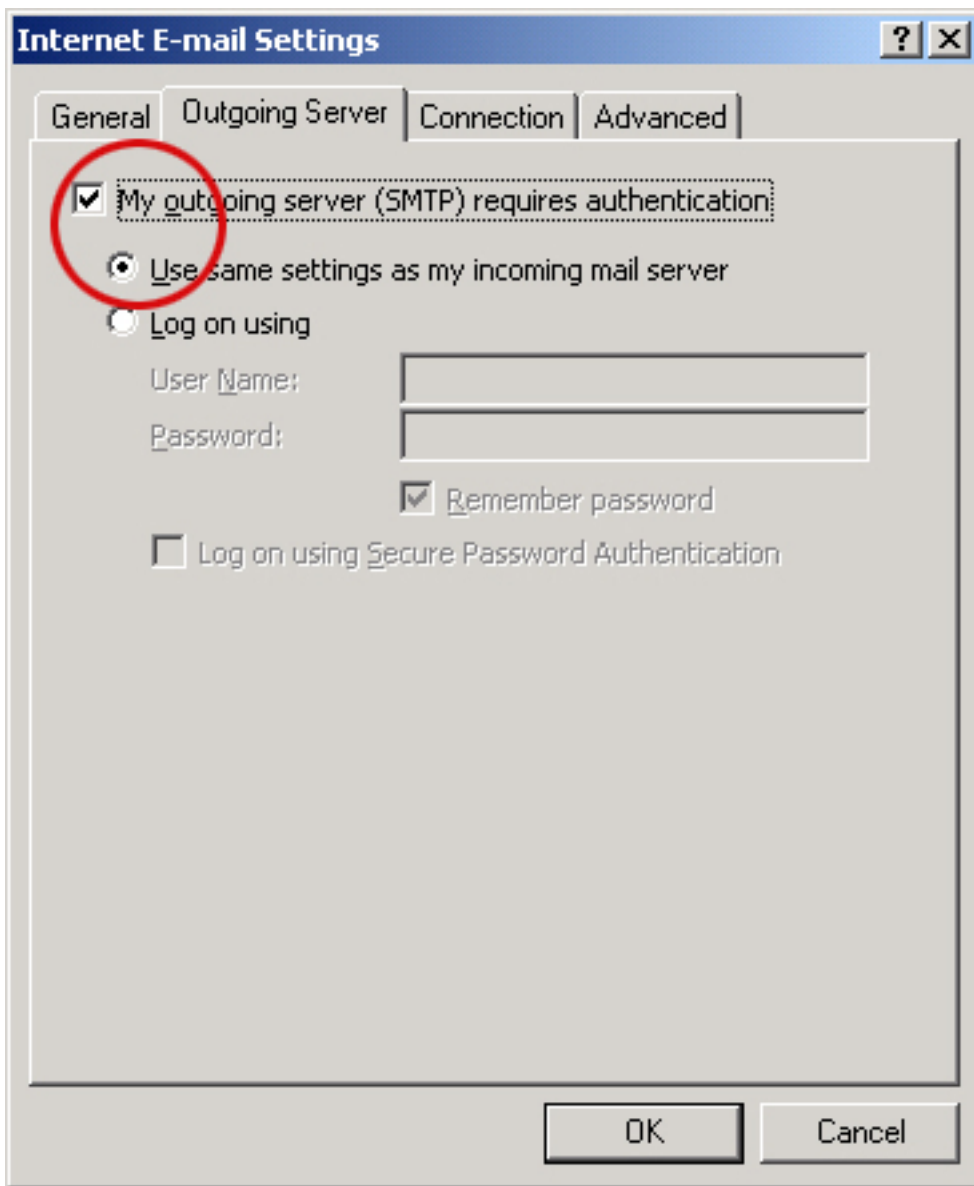 Internet E-mail Settings
General Outgoing Server Connection Advanced
My outgoing server (SMTP) requires authentication
Use same settings as my incoming mail server
Log on using
User Name:
Password:
Remember password
Log on using Secure Password Authentication
OK Cancel